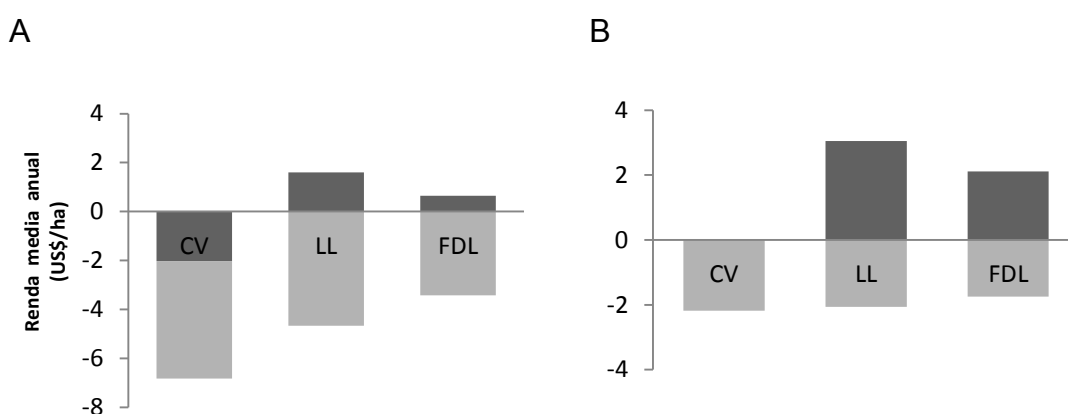 A
B
Renda media anual
(US$/ha)
4
2
0
-2
-4
-6
-8
CV
LL
FDL
4
2
0
-2
-4
CV
LL
FDL